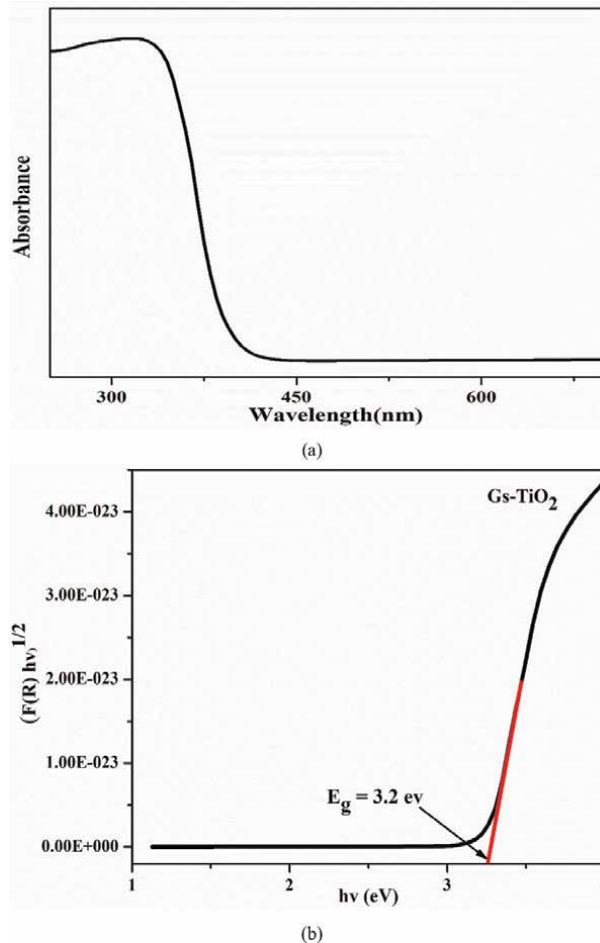 Absorbance
300
450
600
Wavelength(nm)
(a)
Gs-TiO2
(F(R) hv)1/2
4.00E-023
3.00E-023
2.00E-023
1.00E-023
0.00E+000
Eg = 3.2 ev
1
2
3
hv (eV)
(b)